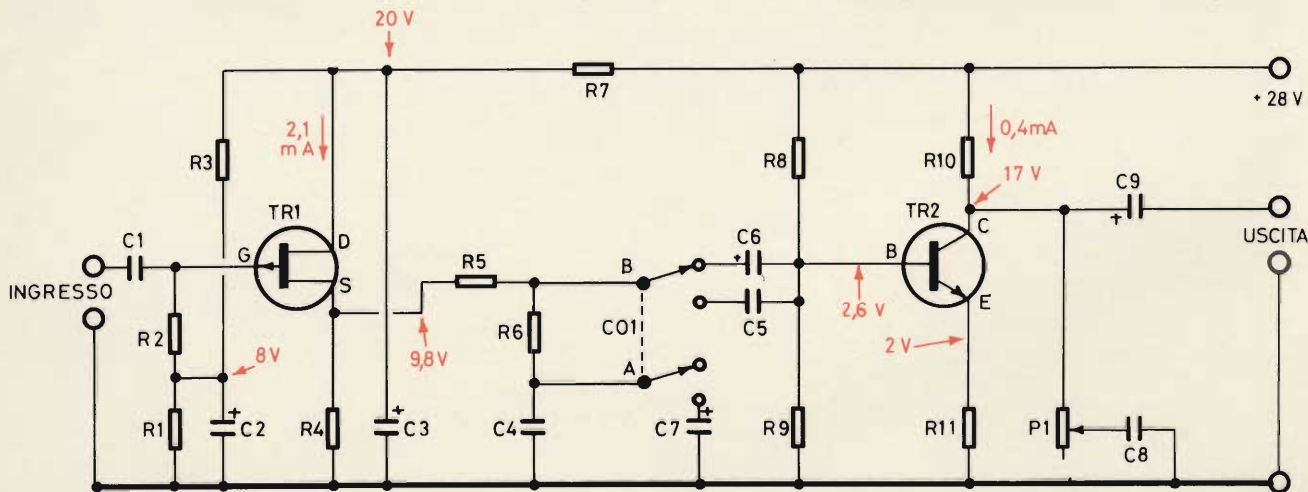 20 V
R7
+ 28 V
2,1
mA
0,4mA
R3
R8
R10
17 V
C9
+
TR1
TR2
C
USCITA
C1
G
D
S
R5
B
C6
+
B
INGRESSO
R2
R6
CO1
C5
2,6 V
E
8V
9,8V
A
2 V
R1
+
C2
R4
+
C3
C4
C7
+
R9
R11
P1
C8